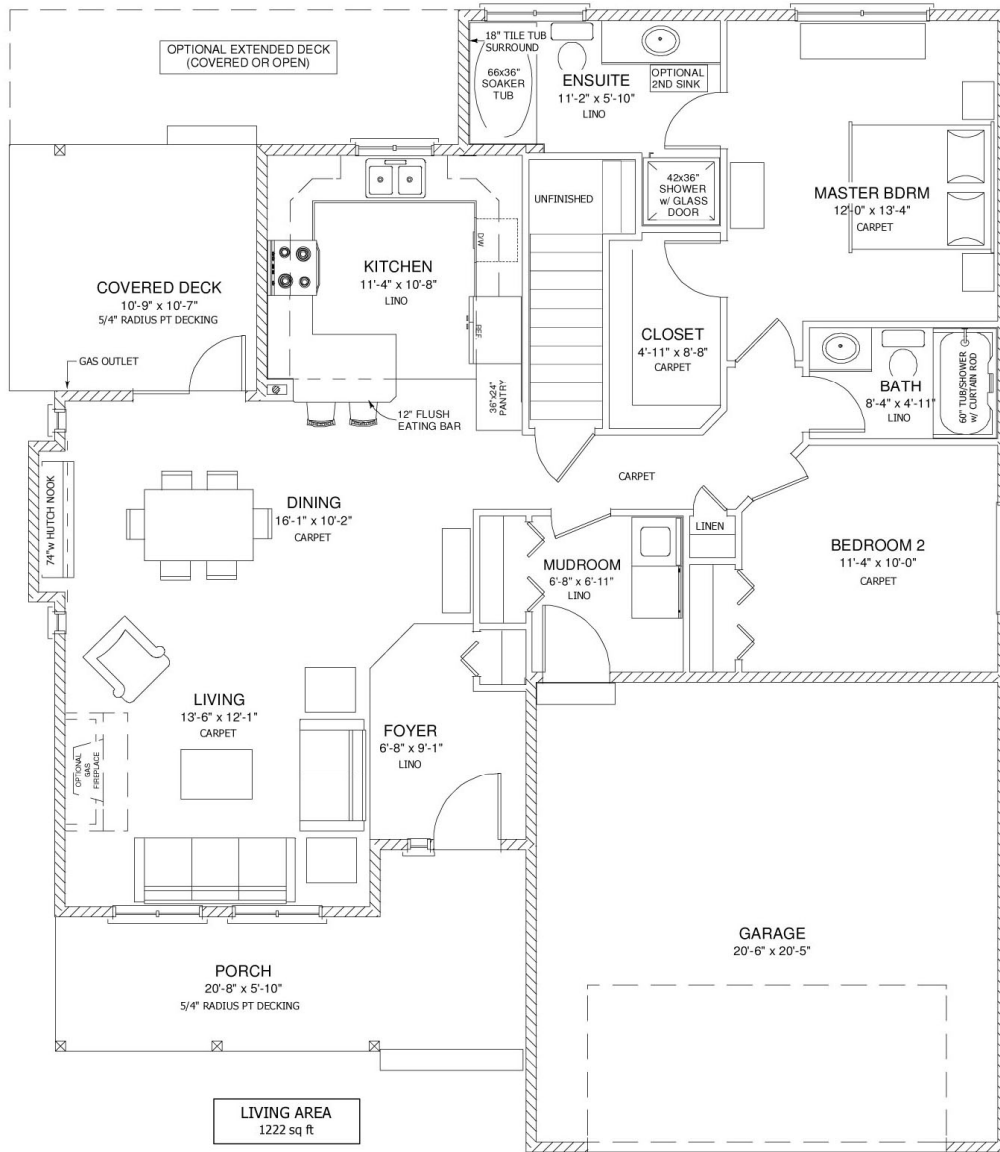 OPTIONAL EXTENDED DECK
(COVERED OR OPEN)
18" TILE TUB
SURROUND
66x36"
SOAKER
TUB
ENSUITE
11'-2" x 5'-10"
LINO
OPTIONAL
2ND SINK
42x36"
SHOWER
w/ GLASS
DOOR
MASTER BDRM
12'-0" x 13'-4"
CARPET
UNFINISHED
D/W
KITCHEN
11'-4" x 10'-8"
LINO
REF.
COVERED DECK
10'-9" x 10'-7"
5/4" RADIUS PT DECKING
GAS OUTLET
CLOSET
4'-11" x 8'-8"
CARPET
BATH
8'-4" x 4'-11"
LINO
60" TUB/SHOWER
w/ CURTAIN ROD
36"x24"
PANTRY
12" FLUSH
EATING BAR
CARPET
74"w HUTCH NOOK
DINING
16'-1" x 10'-2"
CARPET
LINEN
MUDROOM
6'-8" x 6'-11"
LINO
BEDROOM 2
11'-4" x 10'-0"
CARPET
LIVING
13'-6" x 12'-1"
CARPET
FOYER
6'-8" x 9'-1"
LINO
OPTIONAL
GAS
FIREPLACE
GARAGE
20'-6" x 20'-5"
PORCH
20'-8" x 5'-10"
5/4" RADIUS PT DECKING
LIVING AREA
1222 sq ft